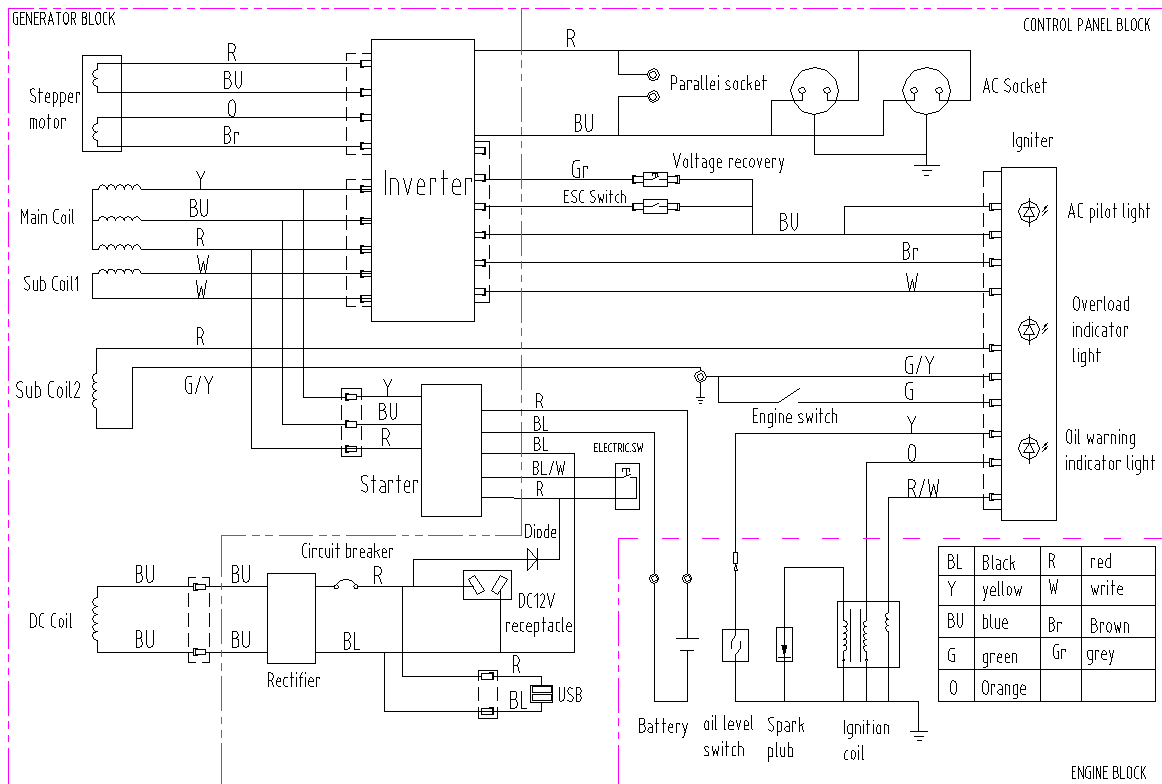 GENERATOR BLOCK
CONTROL PANEL BLOCK
R
R
BU
O
Br
Stepper
motor
Parallei socket
AC Socket
BU
Igniter
Inverter
Gr
Voltage recovery
ESC Switch
BU
AC pilot light
Y
BU
R
W
W
Main Coil
Sub Coil1
Br
W
Overload
indicator
light
R
Sub Coil2
G/Y
G/Y
G
Engine switch
Y
BU
R
R
BL
BL
BL/W
R
ELECTRIC.SW
Starter
Y
O
R/W
Oil warning
indicator light
Diode
Circuit breaker
R
BU
BU
DC Coil
BU
BU
BL
Rectifier
DC12V
receptacle
R
BL
USB
Battery
oil level
switch
Spark
plub
Ignition
coil
BL Black R red
Y yellow W write
BU blue Br Brown
G green Gr grey
O Orange
ENGINE BLOCK